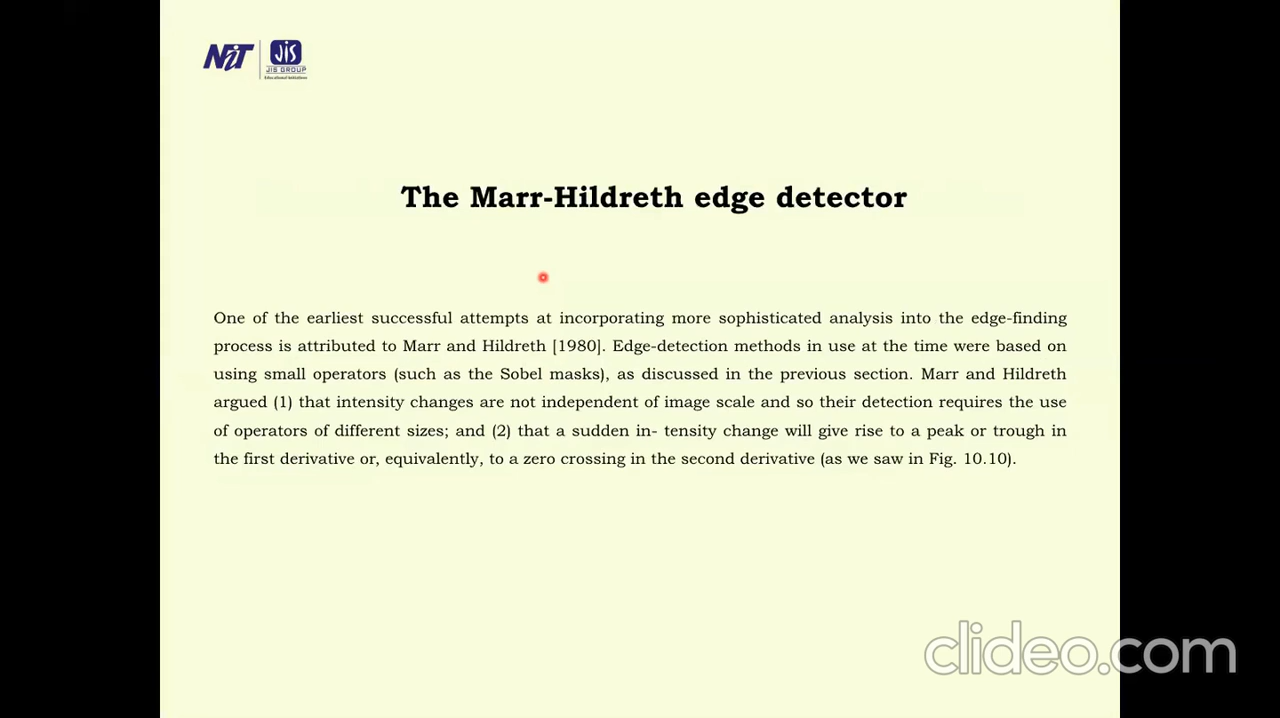 NiT
JIS
JIS GROUP
Educational Initiatives
The Marr-Hildreth edge detector
One of the earliest successful attempts at incorporating more sophisticated analysis into the edge-finding
process is attributed to Marr and Hildreth [1980]. Edge-detection methods in use at the time were based on
using small operators (such as the Sobel masks), as discussed in the previous section. Marr and Hildreth
argued (1) that intensity changes are not independent of image scale and so their detection requires the use
of operators of different sizes; and (2) that a sudden in- tensity change will give rise to a peak or trough in
the first derivative or, equivalently, to a zero crossing in the second derivative (as we saw in Fig. 10.10).
clideo.com